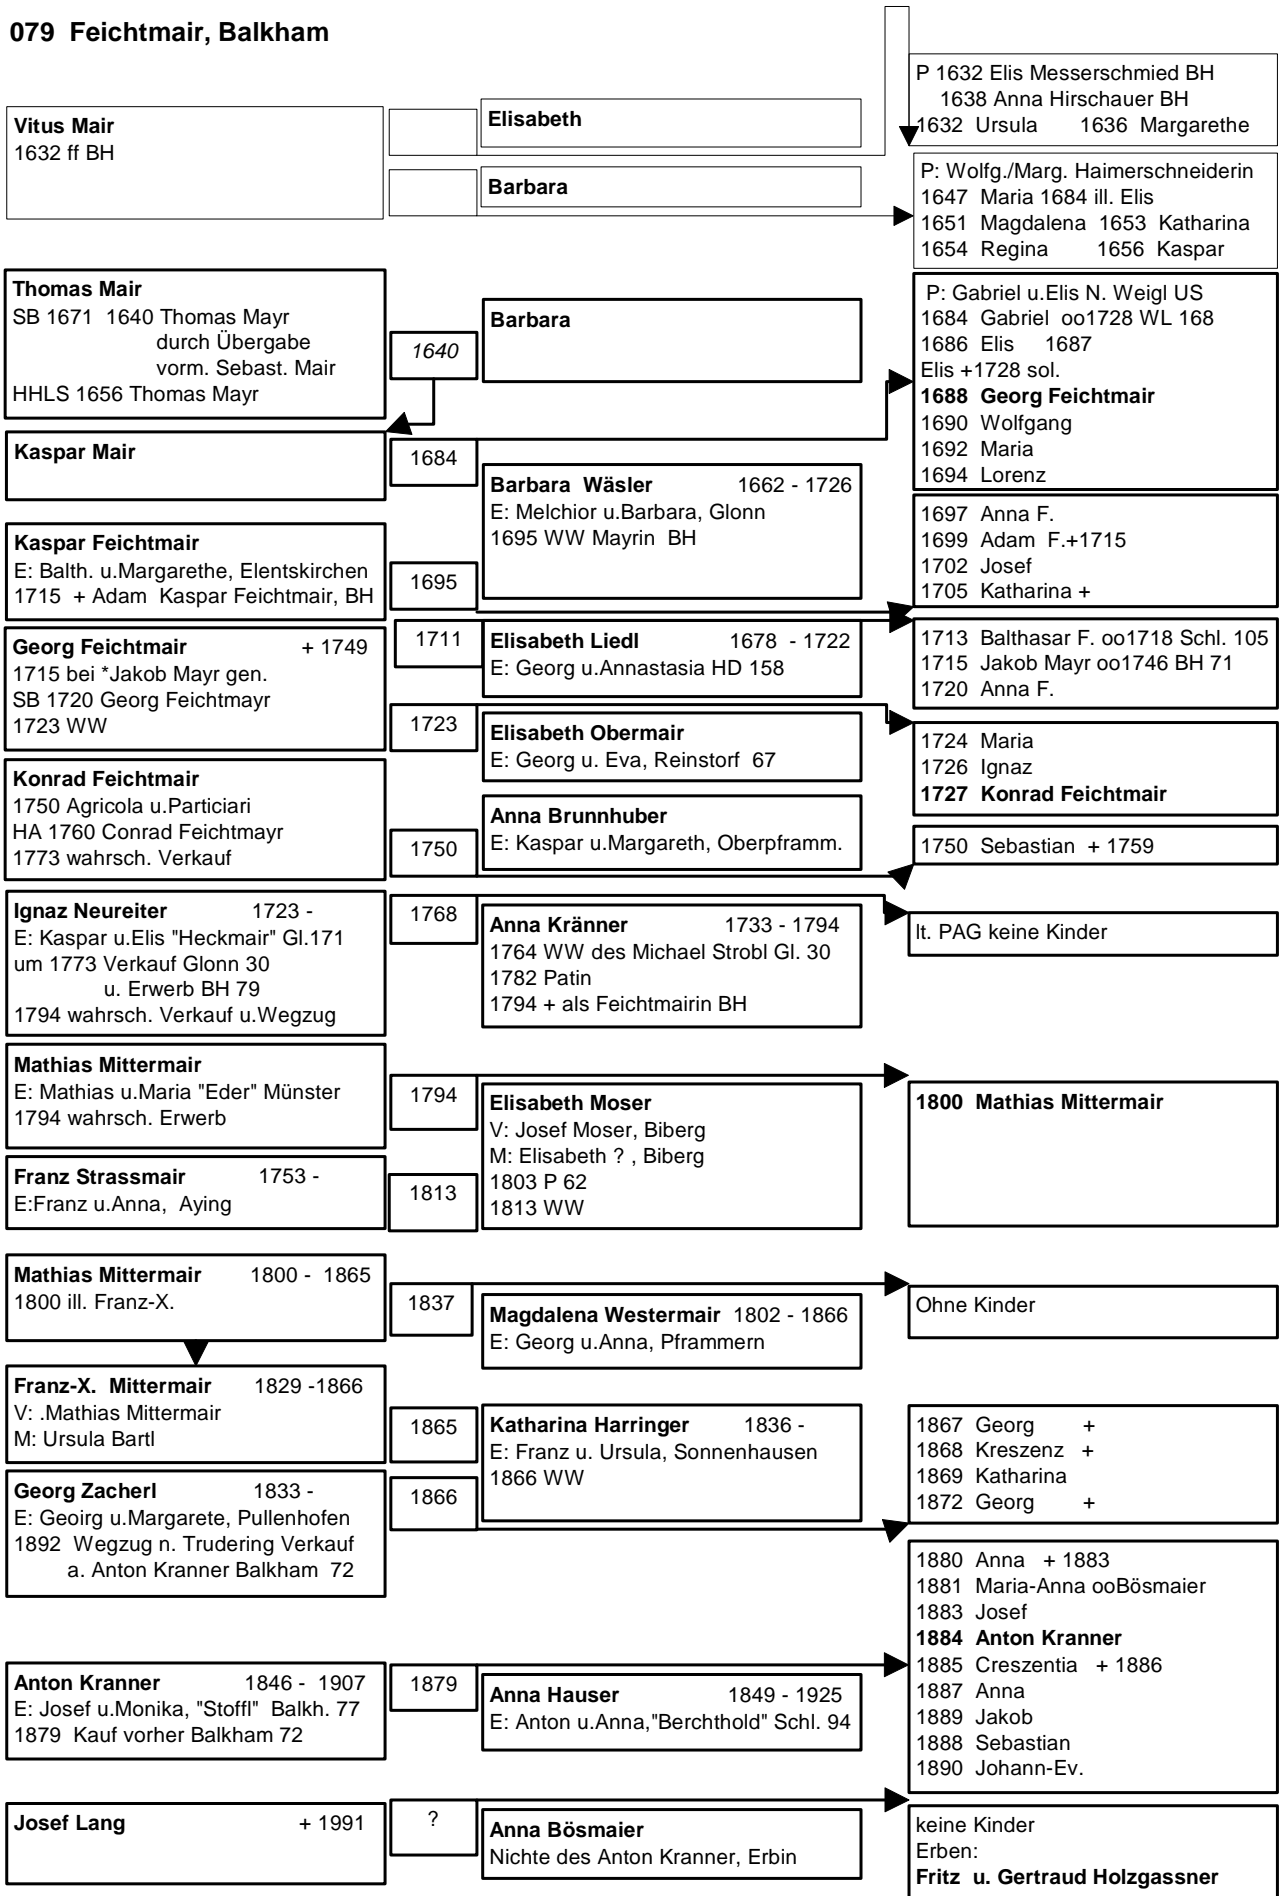 079 Feichtmair, Balkham
Vitus Mair
1632 ff BH
Elisabeth
Barbara
P 1632 Elis Messerschmied BH
1638 Anna Hirschauer BH
1632 Ursula 1636 Margarethe
P: Wolfg./Marg. Haimerschneiderin
1647 Maria 1684 ill. Elis
1651 Magdalena 1653 Katharina
1654 Regina 1656 Kaspar
Thomas Mair
SB 1671 1640 Thomas Mayr
durch Übergabe
vorm. Sebast. Mair
HHLS 1656 Thomas Mayr
1640
Barbara
P: Gabriel u.Elis N. Weigl US
1684 Gabriel oo1728 WL 168
1686 Elis 1687
Elis +1728 sol.
1688 Georg Feichtmair
1690 Wolfgang
1692 Maria
1694 Lorenz
Kaspar Mair
1684
Barbara Wäsler 1662 - 1726
E: Melchior u.Barbara, Glonn
1695 WW Mayrin BH
Kaspar Feichtmair
E: Balth. u.Margarethe, Elentskirchen
1715 + Adam Kaspar Feichtmair, BH
1695
1697 Anna F.
1699 Adam F.+1715
1702 Josef
1705 Katharina +
Georg Feichtmair + 1749
1715 bei *Jakob Mayr gen.
SB 1720 Georg Feichtmayr
1723 WW
1711
Elisabeth Liedl 1678 - 1722
E: Georg u.Annastasia HD 158
1713 Balthasar F. oo1718 Schl. 105
1715 Jakob Mayr oo1746 BH 71
1720 Anna F.
1723
Elisabeth Obermair
E: Georg u. Eva, Reinstorf 67
1724 Maria
1726 Ignaz
1727 Konrad Feichtmair
Konrad Feichtmair
1750 Agricola u.Particiari
HA 1760 Conrad Feichtmayr
1773 wahrsch. Verkauf
1750
Anna Brunnhuber
E: Kaspar u.Margareth, Oberpframm.
1750 Sebastian + 1759
Ignaz Neureiter 1723 -
E: Kaspar u.Elis "Heckmair" Gl.171
um 1773 Verkauf Glonn 30
u. Erwerb BH 79
1794 wahrsch. Verkauf u.Wegzug
1768
Anna Kränner 1733 - 1794
1764 WW des Michael Strobl Gl. 30
1782 Patin
1794 + als Feichtmairin BH
lt. PAG keine Kinder
Mathias Mittermair
E: Mathias u.Maria "Eder" Münster
1794 wahrsch. Erwerb
1794
Elisabeth Moser
V: Josef Moser, Biberg
M: Elisabeth ? , Biberg
1803 P 62
1813 WW
1800 Mathias Mittermair
Franz Strassmair 1753 -
E:Franz u.Anna, Aying
1813
Mathias Mittermair 1800 - 1865
1800 ill. Franz-X.
1837
Magdalena Westermair 1802 - 1866
E: Georg u.Anna, Pframmern
Ohne Kinder
Franz-X. Mittermair 1829 -1866
V: .Mathias Mittermair
M: Ursula Bartl
1865
Katharina Harringer 1836 -
E: Franz u. Ursula, Sonnenhausen
1866 WW
1867 Georg +
1868 Kreszenz +
1869 Katharina
1872 Georg +
Georg Zacherl 1833 -
E: Geoirg u.Margarete, Pullenhofen
1892 Wegzug n. Trudering Verkauf
a. Anton Kranner Balkham 72
1866
1880 Anna + 1883
1881 Maria-Anna ooBösmaier
1883 Josef
1884 Anton Kranner
1885 Creszentia + 1886
1887 Anna
1889 Jakob
1888 Sebastian
1890 Johann-Ev.
Anton Kranner 1846 - 1907
E: Josef u.Monika, "Stoffl" Balkh. 77
1879 Kauf vorher Balkham 72
1879
Anna Hauser 1849 - 1925
E: Anton u.Anna,"Berchthold" Schl. 94
Josef Lang + 1991
?
Anna Bösmaier
Nichte des Anton Kranner, Erbin
keine Kinder
Erben:
Fritz u. Gertraud Holzgassner